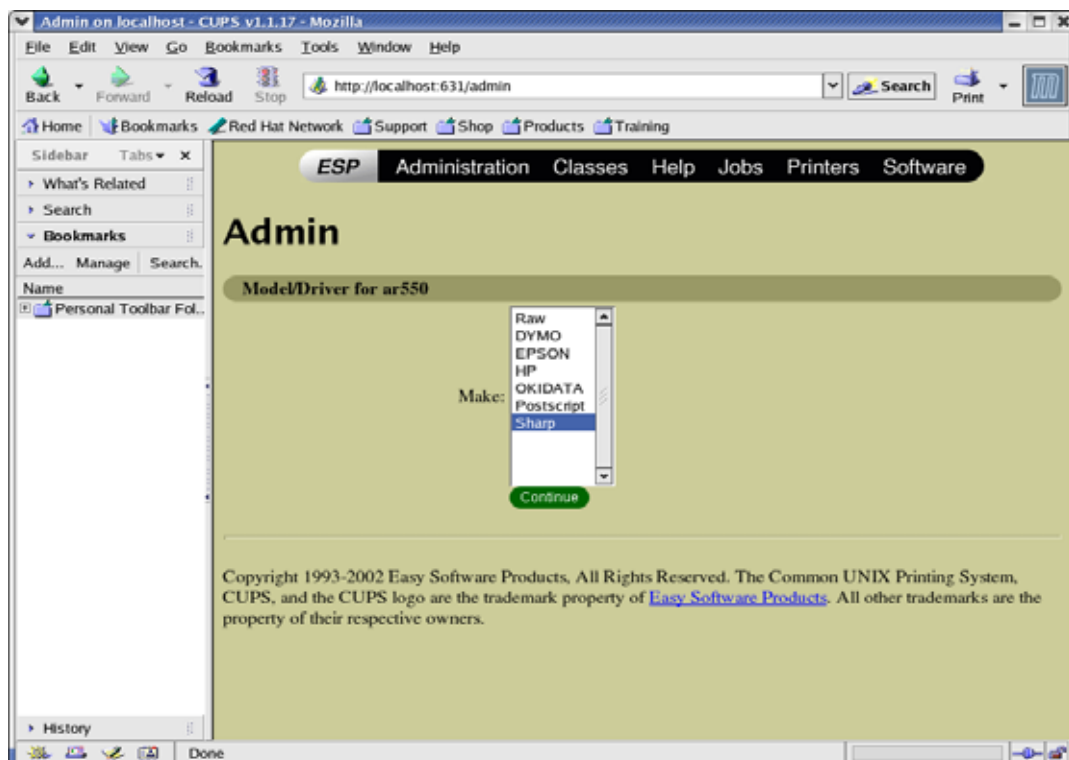 Admin on localhost - CUPS v1.1.17 - Mozilla
File Edit View Go Bookmarks Tools Window Help
Back Forward Reload Stop http://localhost:631/admin Search Print
Home Bookmarks Red Hat Network Support Shop Products Training
Sidebar Tabs
What's Related
Search
Bookmarks
Add... Manage Search.
Name
Personal Toolbar Fol..
History
ESP Administration Classes Help Jobs Printers Software
Admin
Model/Driver for ar550
Make:
Raw
DYMO
EPSON
HP
OKIDATA
Postscript
Sharp
Continue
Copyright 1993-2002 Easy Software Products, All Rights Reserved. The Common UNIX Printing System,
CUPS, and the CUPS logo are the trademark property of Easy Software Products. All other trademarks are the
property of their respective owners.
Done